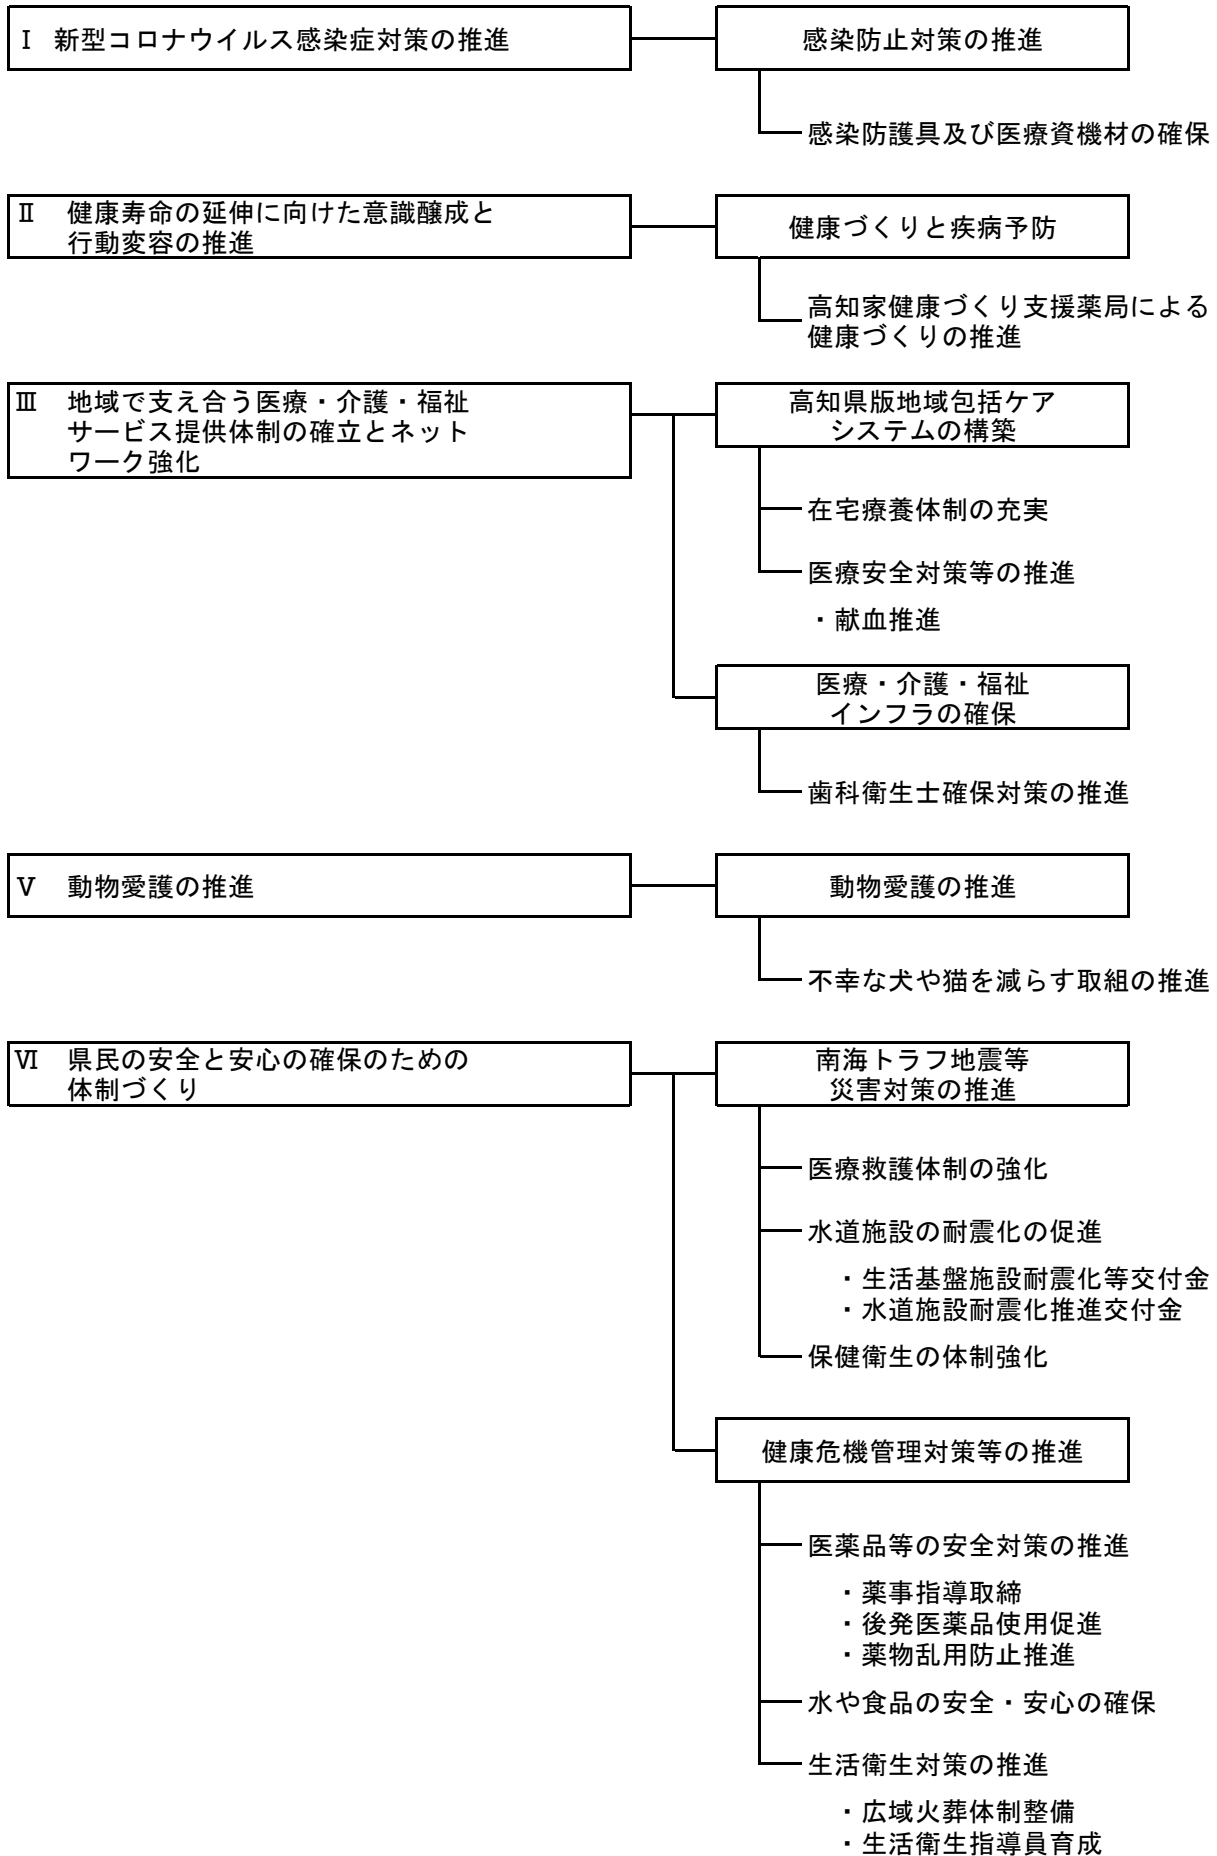 Ⅰ 新型コロナウイルス感染症対策の推進
感染防止対策の推進
感染防護具及び医療資機材の確保
Ⅱ 健康寿命の延伸に向けた意識醸成と
行動変容の推進
健康づくりと疾病予防
高知家健康づくり支援薬局による
健康づくりの推進
Ⅲ 地域で支え合う医療・介護・福祉
サービス提供体制の確立とネット
ワーク強化
高知県版地域包括ケア
システムの構築
在宅療養体制の充実
医療安全対策等の推進
・献血推進
医療・介護・福祉
インフラの確保
歯科衛生士確保対策の推進
Ⅴ 動物愛護の推進
動物愛護の推進
不幸な犬や猫を減らす取組の推進
Ⅵ 県民の安全と安心の確保のための
体制づくり
南海トラフ地震等
災害対策の推進
医療救護体制の強化
水道施設の耐震化の促進
・生活基盤施設耐震化等交付金
・水道施設耐震化推進交付金
保健衛生の体制強化
健康危機管理対策等の推進
医薬品等の安全対策の推進
・薬事指導取締
・後発医薬品使用促進
・薬物乱用防止推進
水や食品の安全・安心の確保
生活衛生対策の推進
・広域火葬体制整備
・生活衛生指導員育成